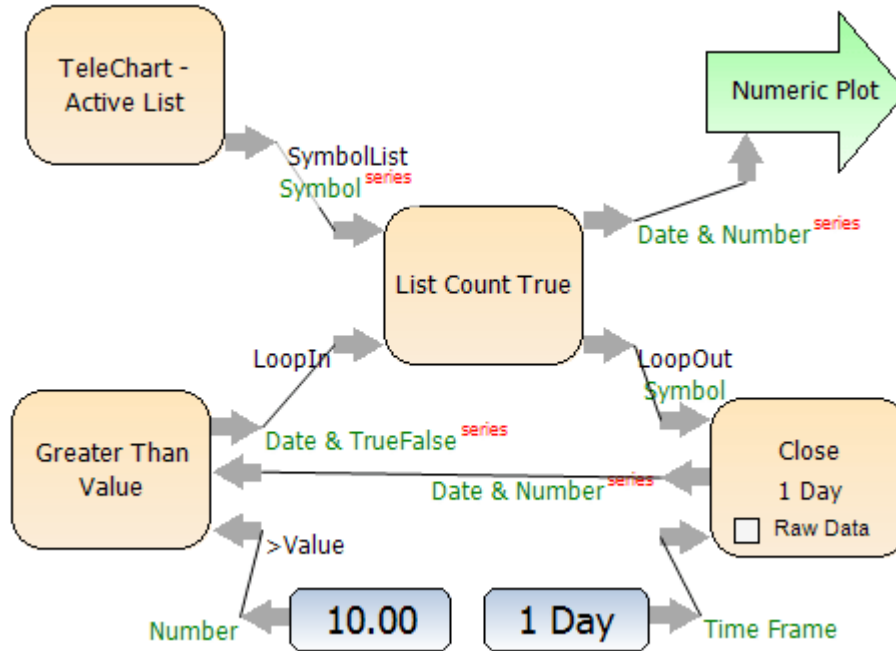 TeleChart -
Active List
Numeric Plot
SymbolList
Symbol series
Date & Number series
List Count True
LoopIn
LoopOut
Symbol
Greater Than
Value
Date & TrueFalse series
Close
1 Day
Raw Data
Date & Number series
>Value
10.00
1 Day
Number
Time Frame